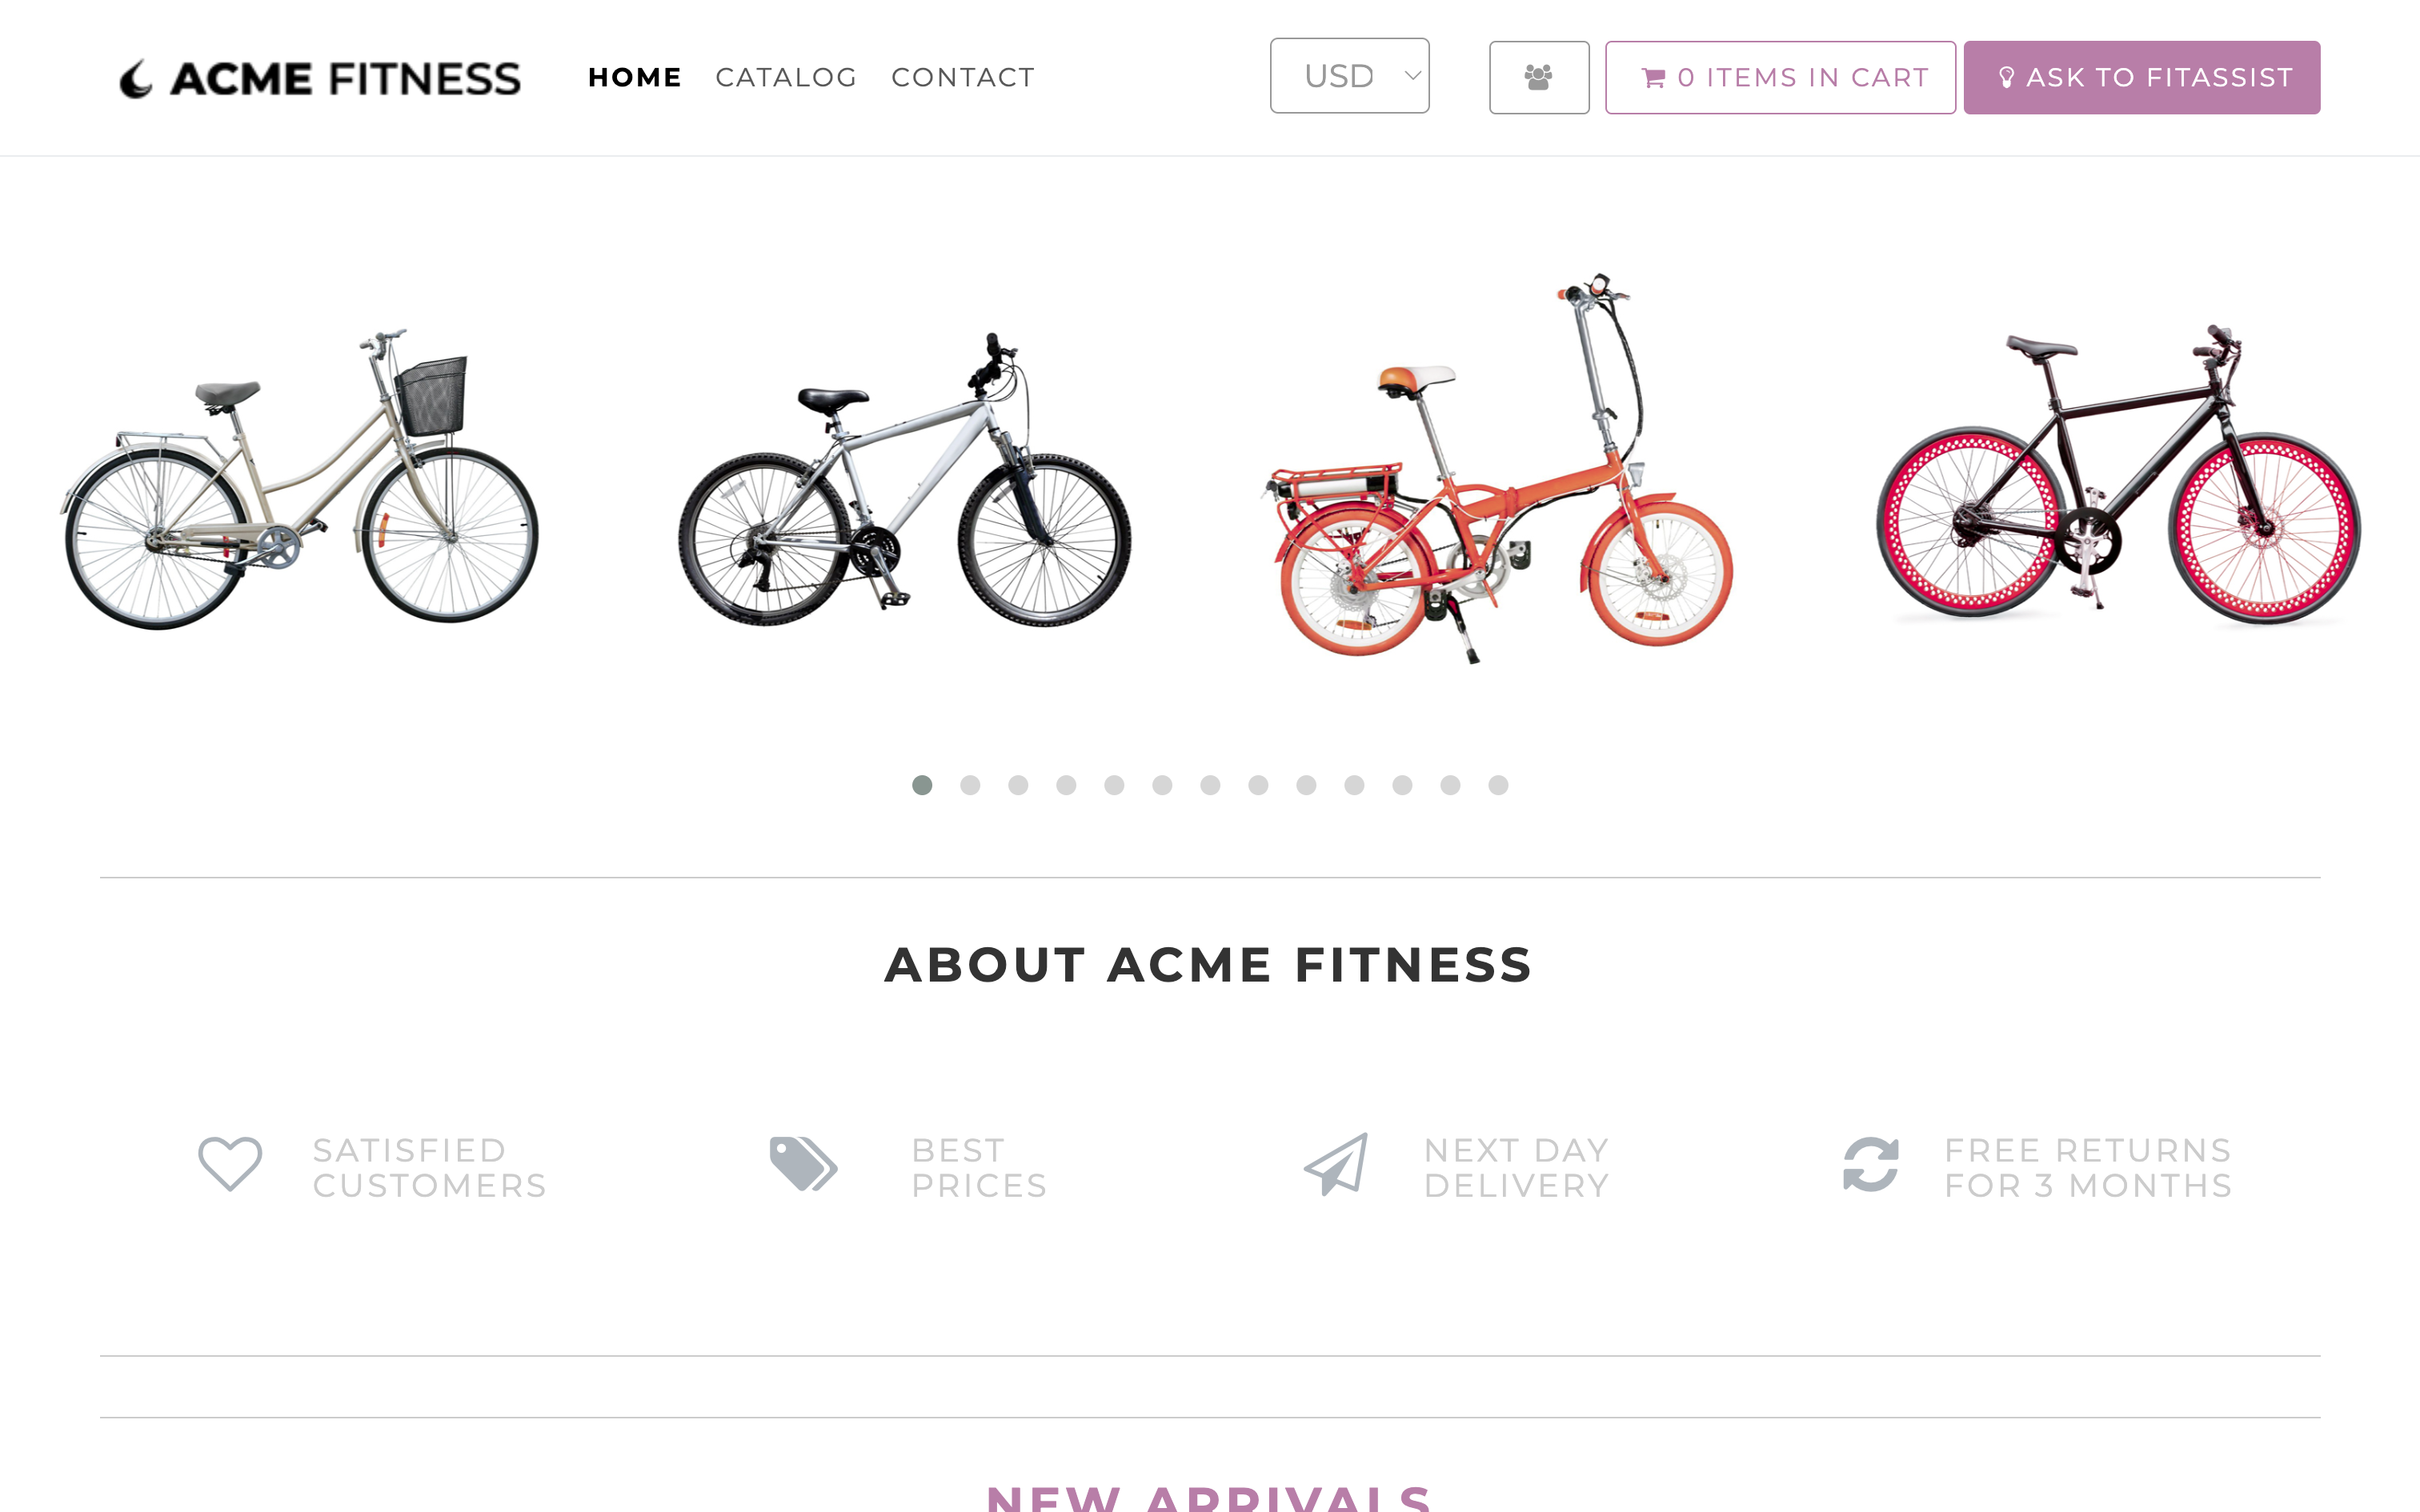 ACME FITNESS
HOME CATALOG CONTACT
USD
0 ITEMS IN CART
ASK TO FITASSIST
ABOUT ACME FITNESS
SATISFIED
CUSTOMERS
BEST
PRICES
NEXT DAY
DELIVERY
FREE RETURNS
FOR 3 MONTHS
NEW ARRIVALS